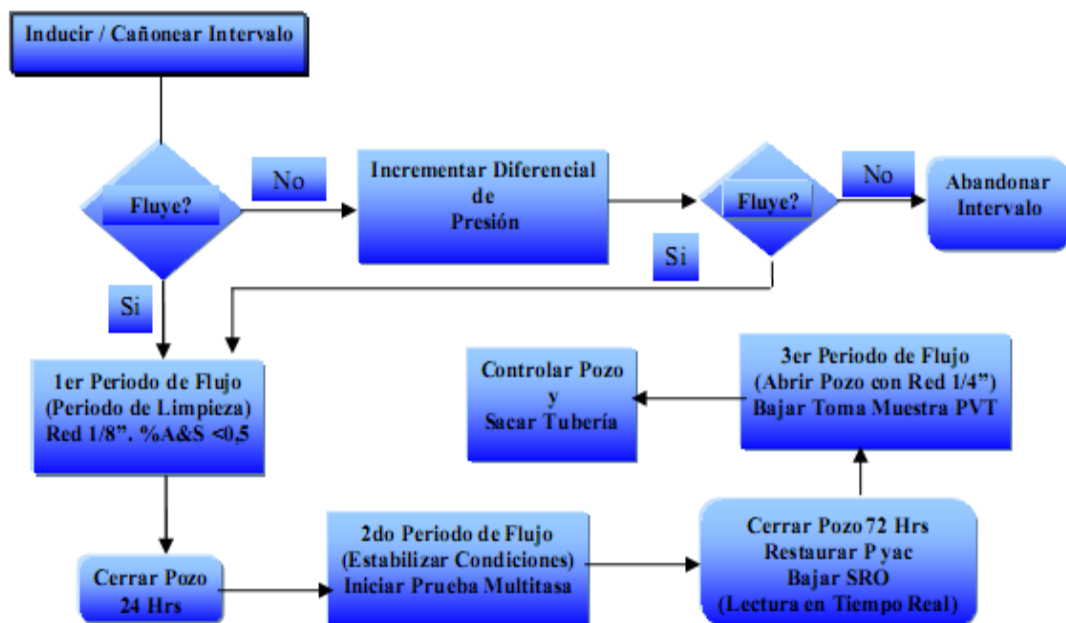 Inducir / Cañonear Intervalo
Fluye?
No
Incrementar Diferencial
de
Presión
Fluye?
No
Abandonar
Intervalo
Si
Si
1er Periodo de Flujo
(Periodo de Limpieza)
Red 1/8”. %A&S <0,5
Cerrar Pozo
24 Hrs
2do Periodo de Flujo
(Estabilizar Condiciones)
Iniciar Prueba Multitasa
Cerrar Pozo 72 Hrs
Restaurar P yac
Bajar SRO
(Lectura en Tiempo Real)
3er Periodo de Flujo
(Abrir Pozo con Red 1/4”)
Bajar Toma Muestra PVT
Controlar Pozo
y
Sacar Tubería